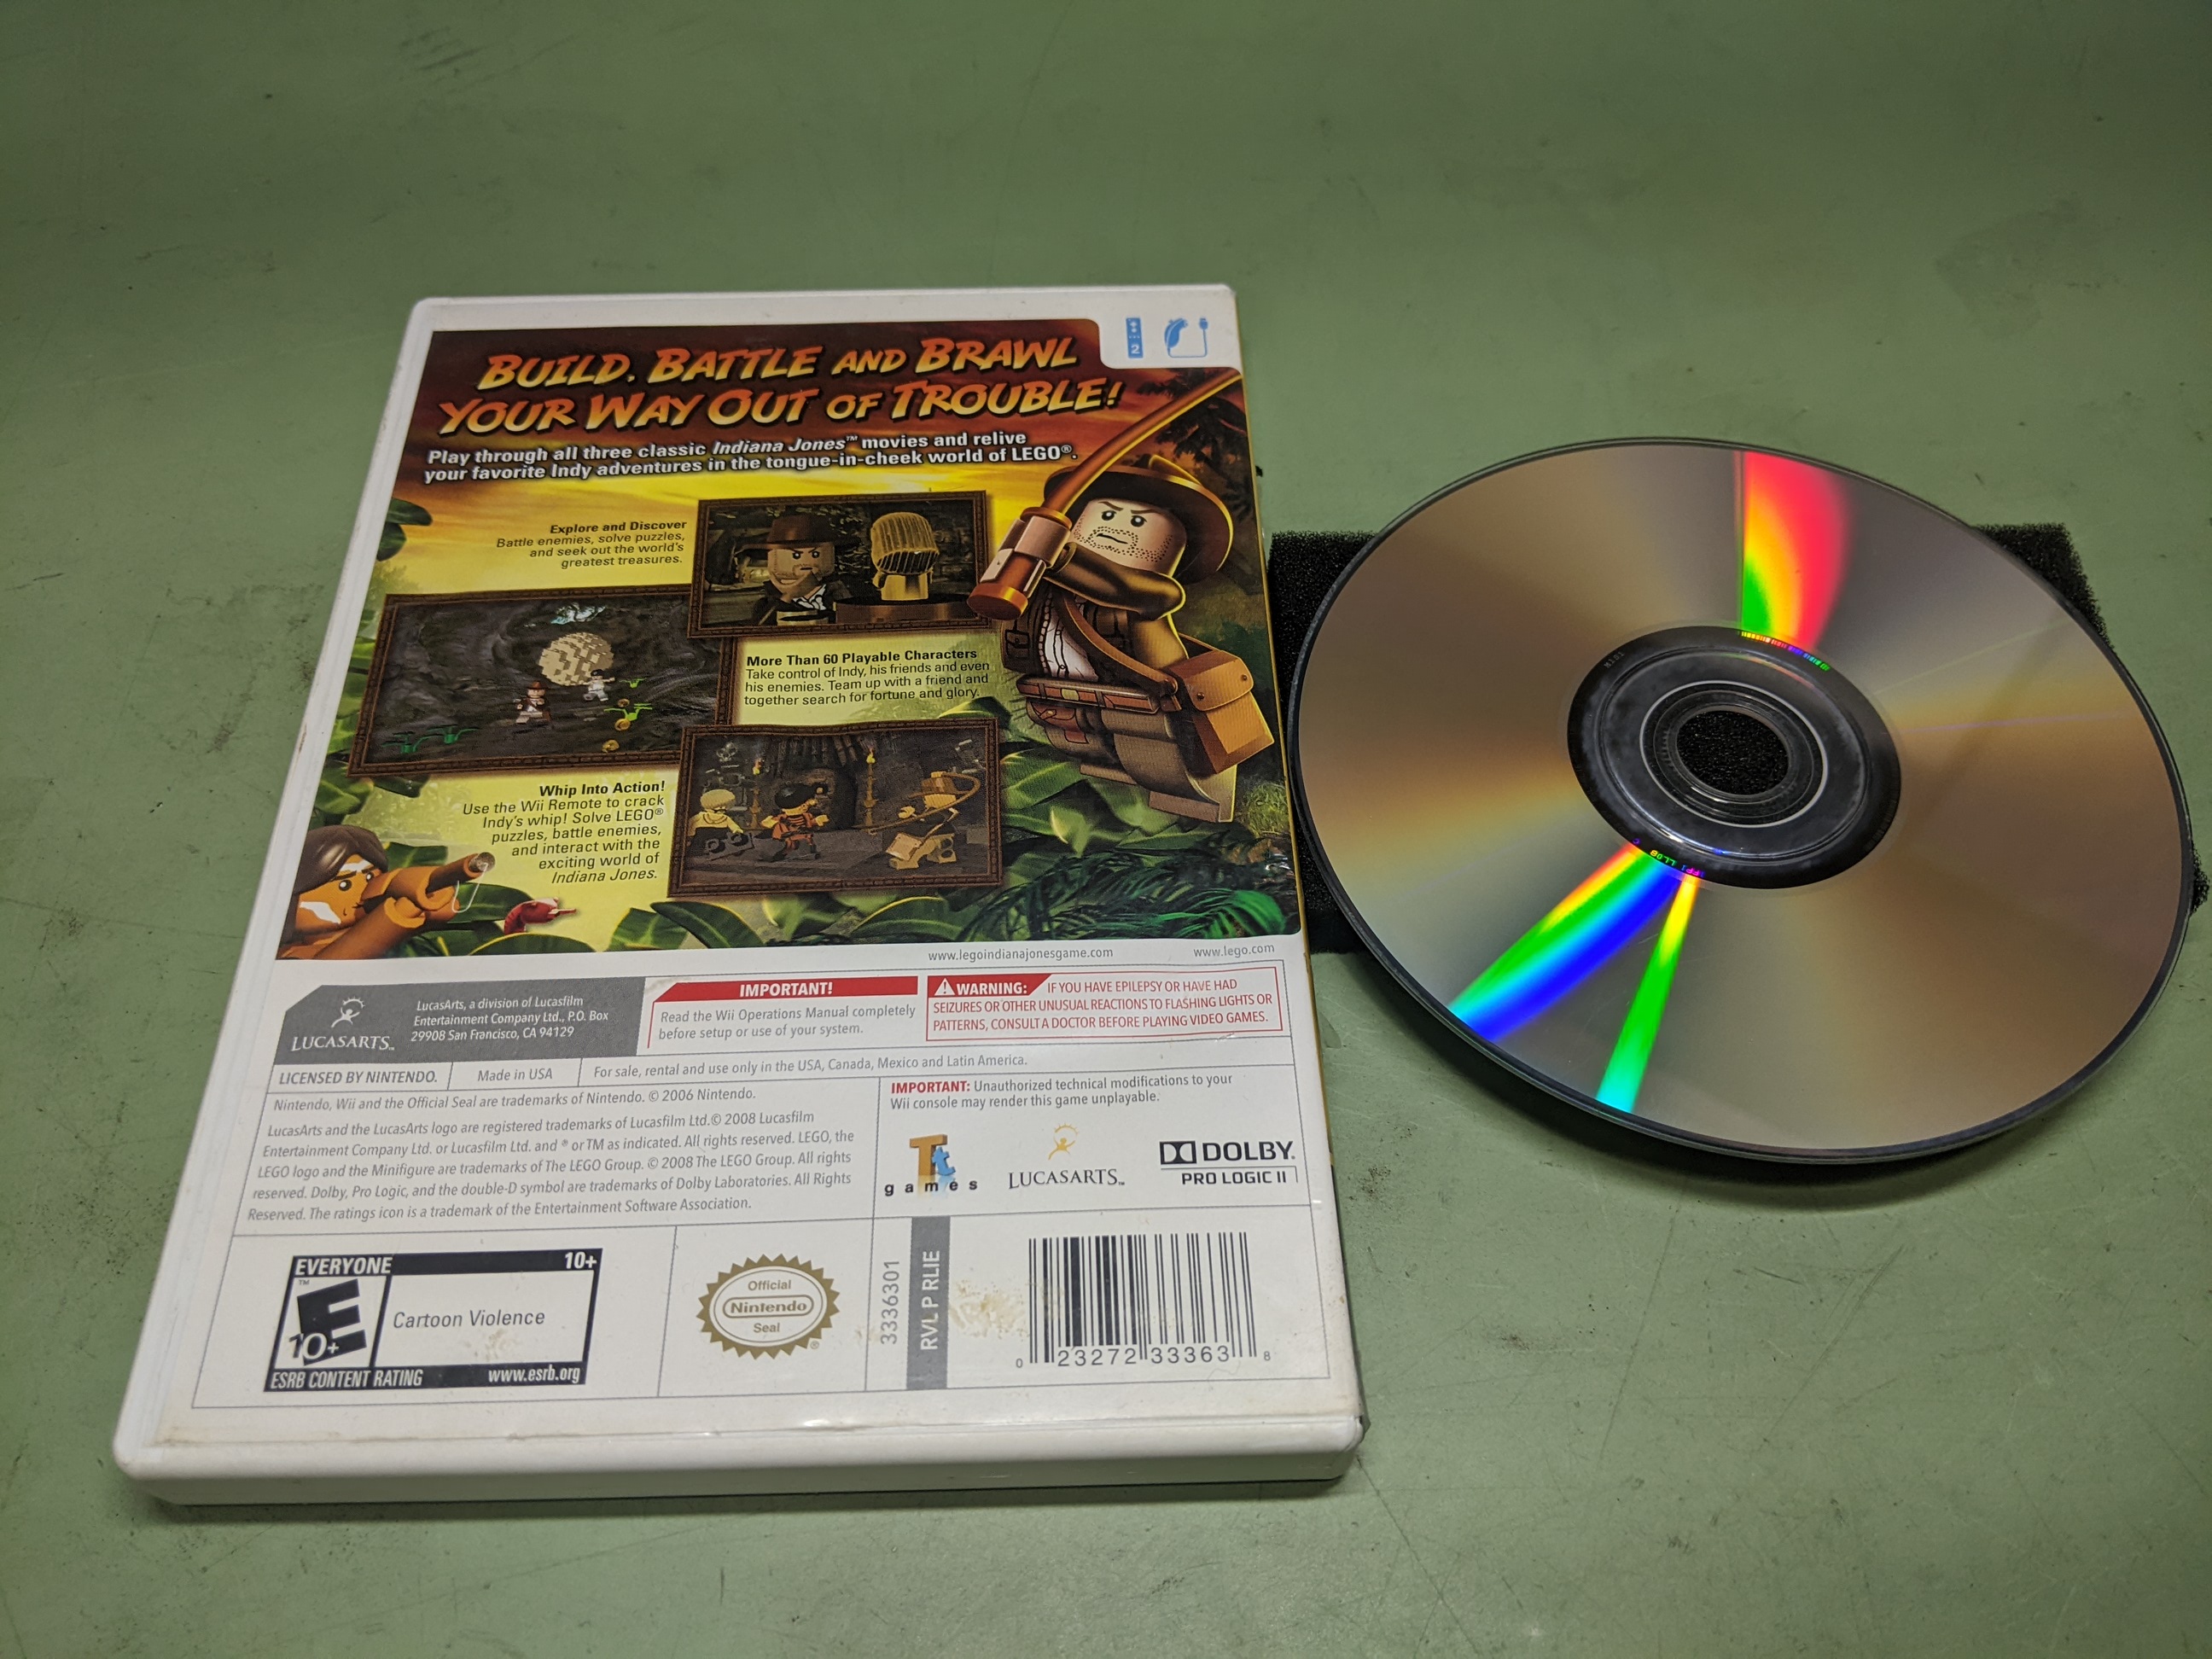 BUILD, BATTLE AND BRAWL
YOUR WAY OUT OF TROUBLE!
Play through all three classic Indiana Jones™ movies and relive
your favorite Indy adventures in the tongue-in-cheek world of LEGO®.
2
Explore and Discover
Battle enemies, solve puzzles,
and seek out the world's
greatest treasures.
More Than 60 Playable Characters
Take control of Indy, his friends and even
his enemies. Team up with a friend and
together search for fortune and glory.
Whip Into Action!
Use the Wii Remote to crack
Indy's whip! Solve LEGO®
puzzles, battle enemies,
and interact with the
exciting world of
Indiana Jones.
www.legoindianajonesgame.com
www.lego.com
LUCASARTS™
LucasArts, a division of Lucasfilm
Entertainment Company Ltd., P.O. Box
29908 San Francisco, CA 94129
IMPORTANT!
Read the Wii Operations Manual completely
before setup or use of your system.
WARNING: IF YOU HAVE EPILEPSY OR HAVE HAD
SEIZURES OR OTHER UNUSUAL REACTIONS TO FLASHING LIGHTS OR
PATTERNS, CONSULT A DOCTOR BEFORE PLAYING VIDEO GAMES.
LICENSED BY NINTENDO.
Made in USA
For sale, rental and use only in the USA, Canada, Mexico and Latin America.
Nintendo, Wii and the Official Seal are trademarks of Nintendo. © 2006 Nintendo.
LucasArts and the LucasArts logo are registered trademarks of Lucasfilm Ltd.© 2008 Lucasfilm
Entertainment Company Ltd. or Lucasfilm Ltd. and ® or TM as indicated. All rights reserved. LEGO, the
LEGO logo and the Minifigure are trademarks of The LEGO Group. © 2008 The LEGO Group. All rights
reserved. Dolby, Pro Logic, and the double-D symbol are trademarks of Dolby Laboratories. All Rights
Reserved. The ratings icon is a trademark of the Entertainment Software Association.
IMPORTANT: Unauthorized technical modifications to your
Wii console may render this game unplayable.
Tt
games
LUCASARTS™
DOLBY
PRO LOGIC II
EVERYONE 10+
E
10+
Cartoon Violence
ESRB CONTENT RATING www.esrb.org
Official
Nintendo
Seal
®
3336301
RVL P RLIE
0 23272 33363 8